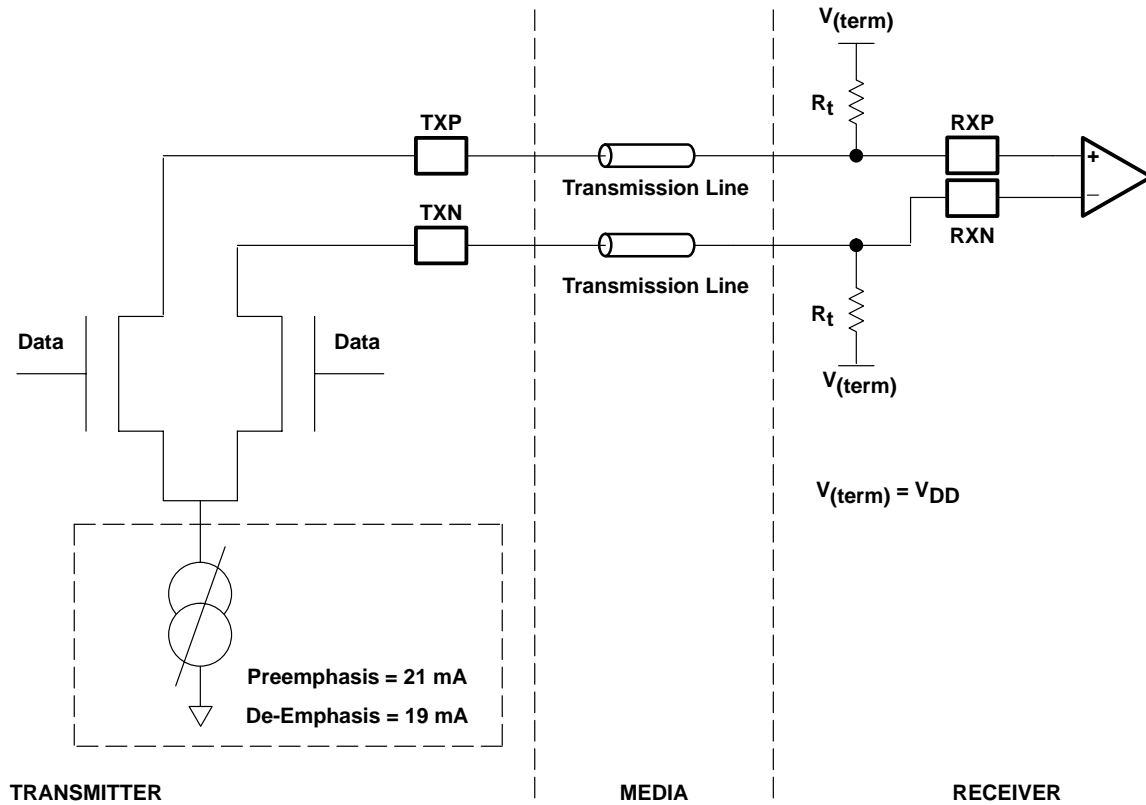 V(term)
Rt
TXP
RXP
+
Transmission Line
−
TXN
RXN
Transmission Line
Rt
Data
Data
V(term)
V(term) = VDD
Preemphasis = 21 mA
De-Emphasis = 19 mA
TRANSMITTER
MEDIA
RECEIVER